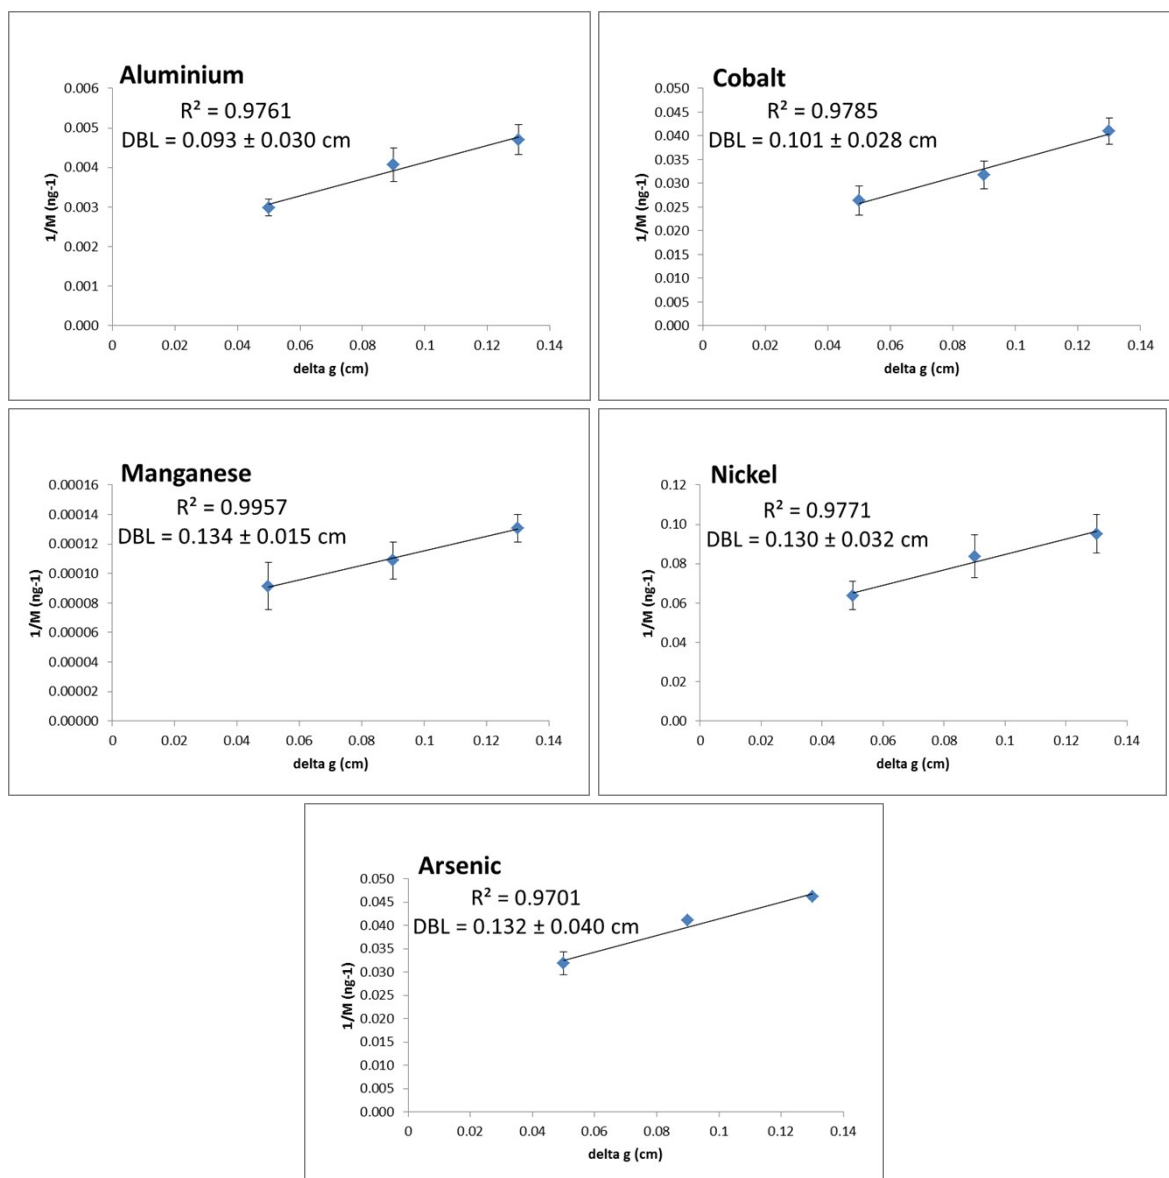 Aluminium
R² = 0.9761
DBL = 0.093 ± 0.030 cm
1/M (ng-1)
0.006
0.005
0.004
0.003
0.002
0.001
0.000
0 0.02 0.04 0.06 0.08 0.1 0.12 0.14
delta g (cm)
Cobalt
R² = 0.9785
DBL = 0.101 ± 0.028 cm
1/M (ng-1)
0.050
0.045
0.040
0.035
0.030
0.025
0.020
0.015
0.010
0.005
0.000
0 0.02 0.04 0.06 0.08 0.1 0.12 0.14
delta g (cm)
Manganese
R² = 0.9957
DBL = 0.134 ± 0.015 cm
1/M (ng-1)
0.00016
0.00014
0.00012
0.00010
0.00008
0.00006
0.00004
0.00002
0.00000
0 0.02 0.04 0.06 0.08 0.1 0.12 0.14
delta g (cm)
Nickel
R² = 0.9771
DBL = 0.130 ± 0.032 cm
1/M (ng-1)
0.12
0.10
0.08
0.06
0.04
0.02
0.00
0 0.02 0.04 0.06 0.08 0.1 0.12 0.14
delta g (cm)
Arsenic
R² = 0.9701
DBL = 0.132 ± 0.040 cm
1/M (ng-1)
0.050
0.045
0.040
0.035
0.030
0.025
0.020
0.015
0.010
0.005
0.000
0 0.02 0.04 0.06 0.08 0.1 0.12 0.14
delta g (cm)